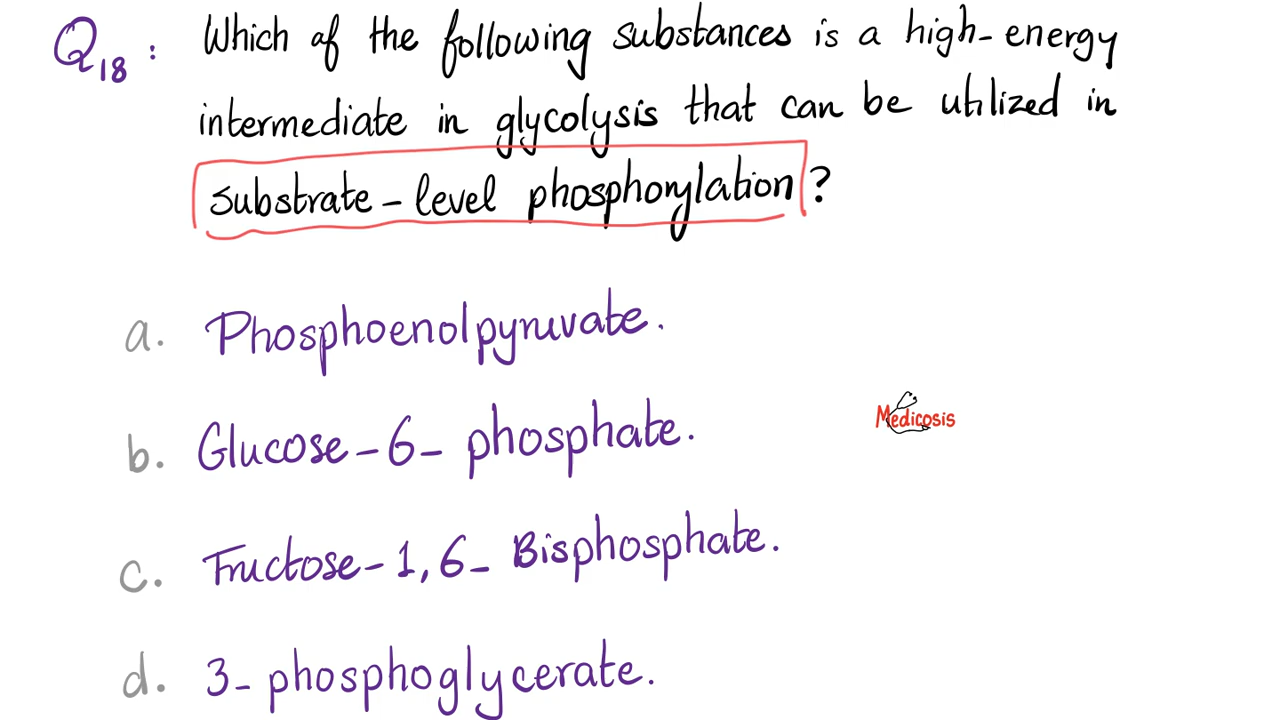 Q18: Which of the following substances is a high-energy
intermediate in glycolysis that can be utilized in
substrate-level phosphorylation?
a. Phosphoenolpyruvate.
Medicosis
b. Glucose-6-phosphate.
c. Fructose-1,6-Bisphosphate.
d. 3-phosphoglycerate.